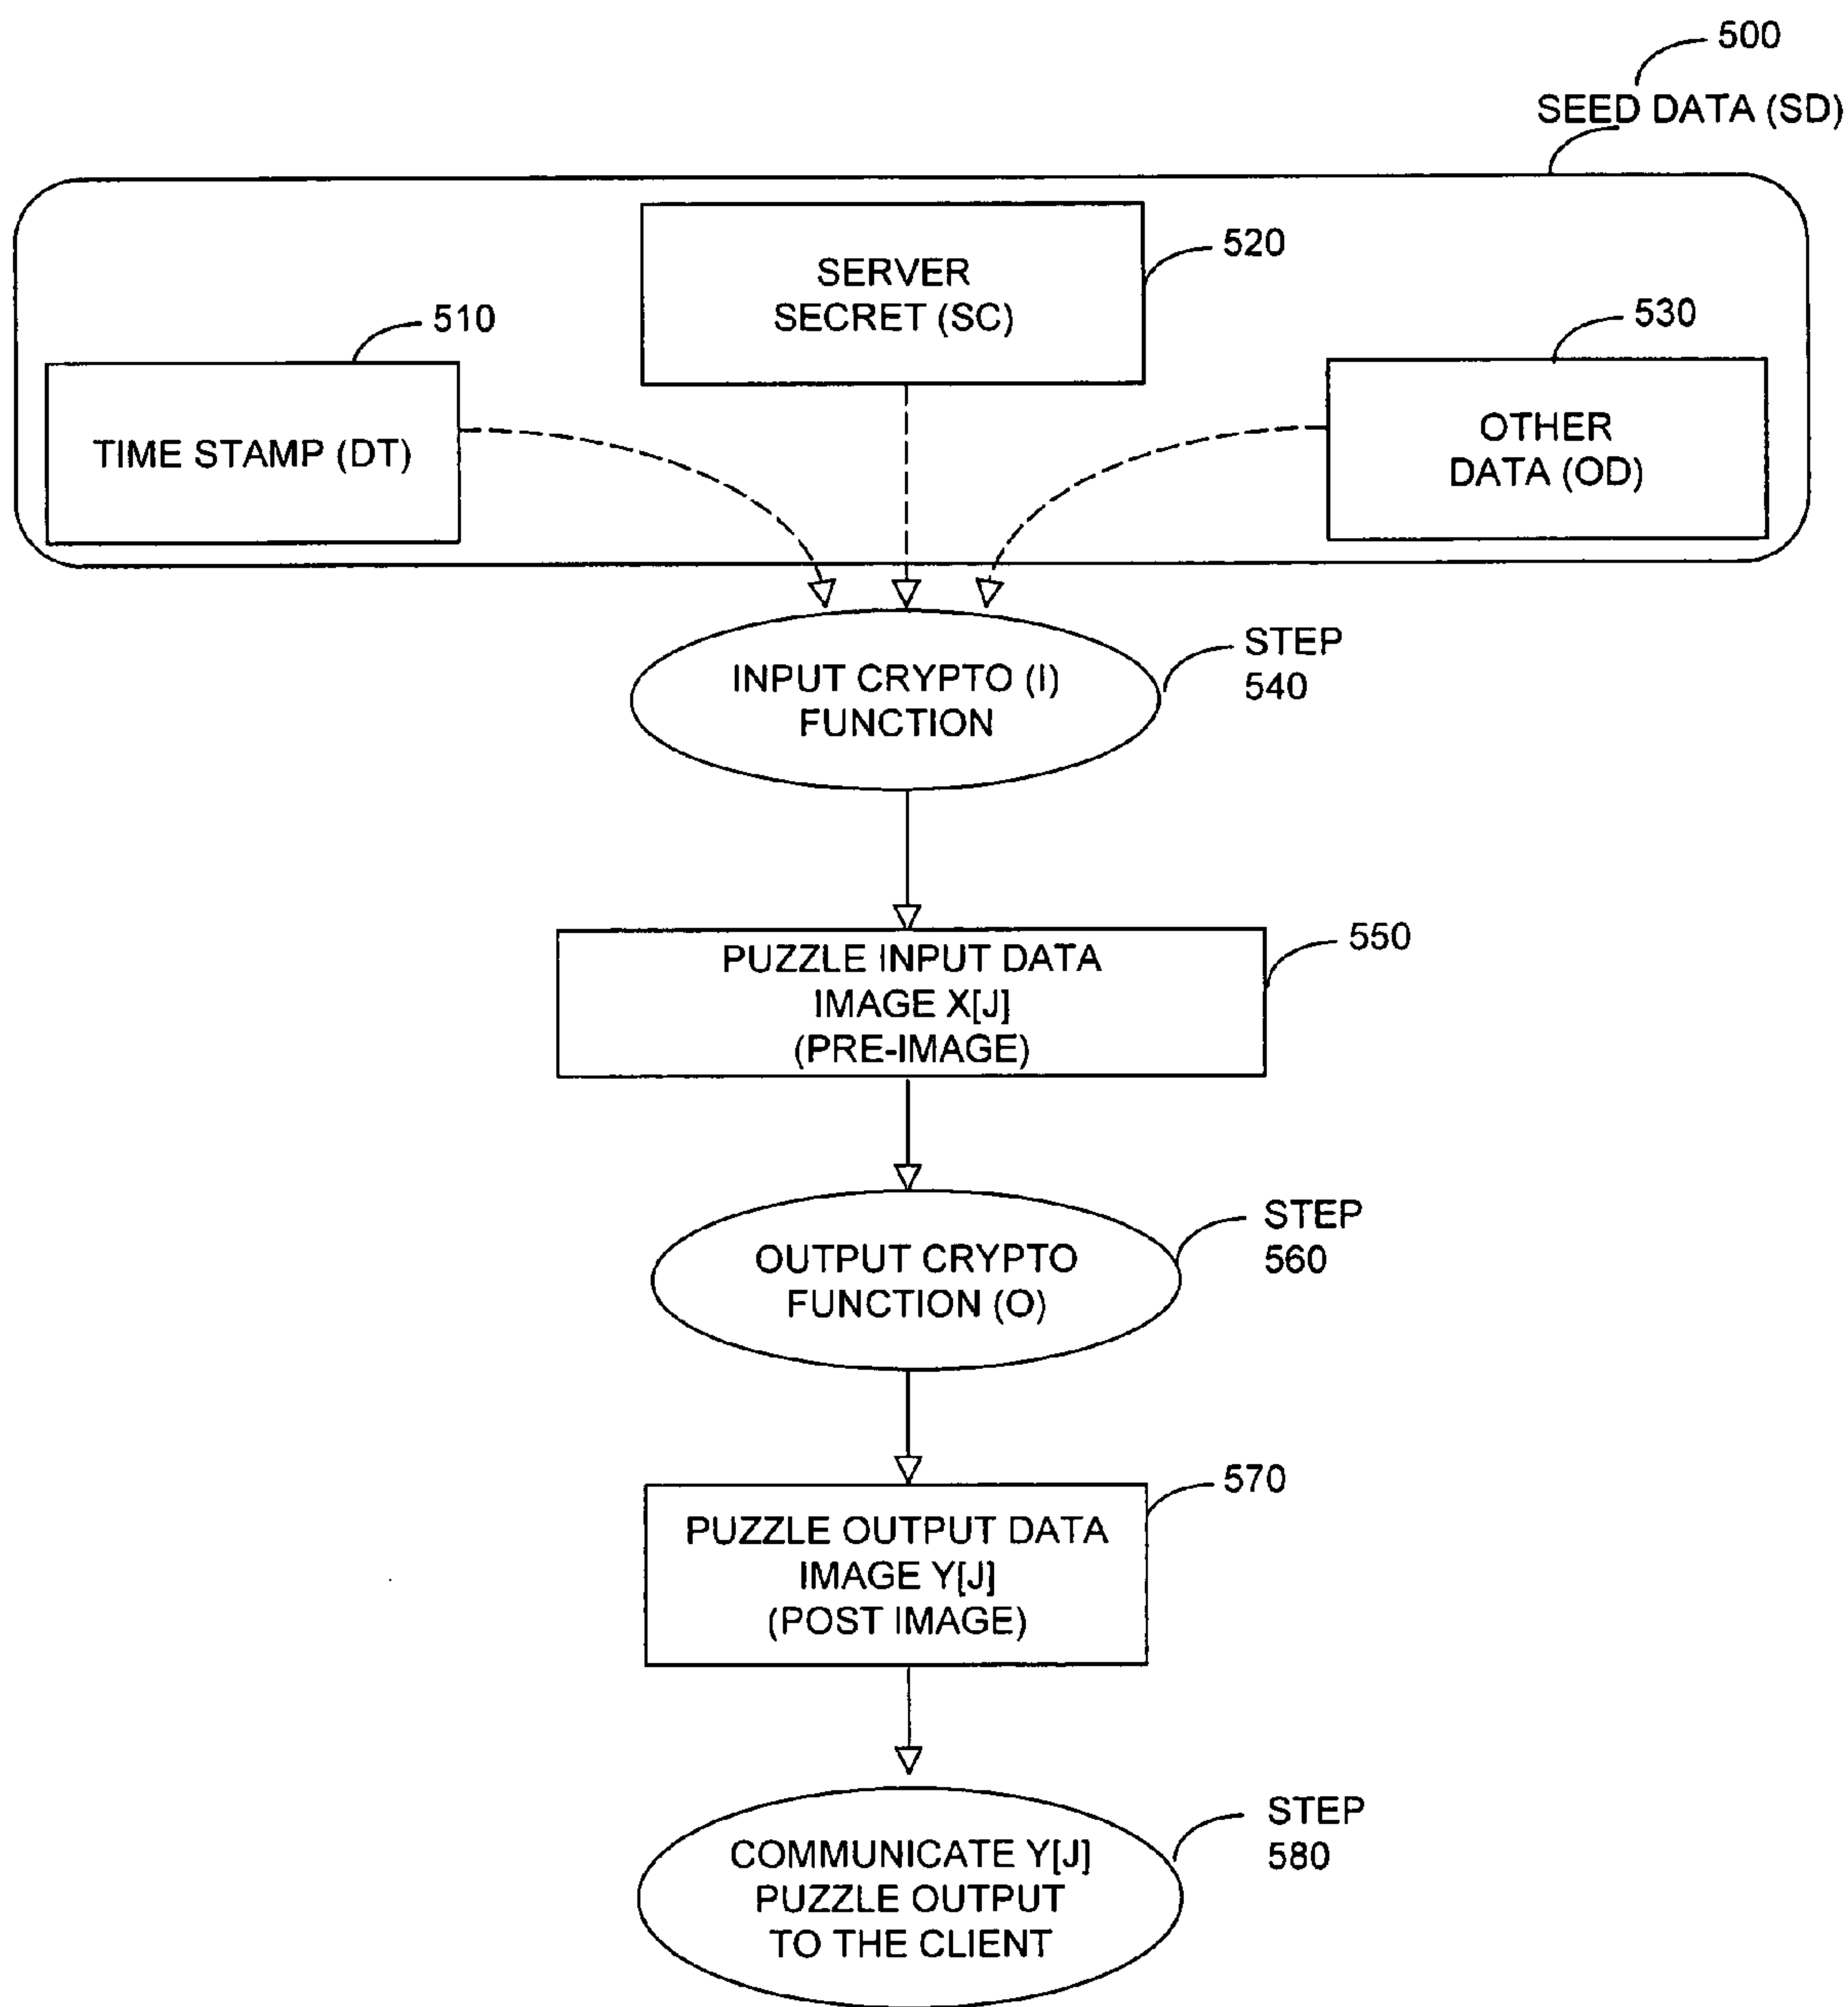 500
SEED DATA (SD)
520
SERVER
SECRET (SC)
510
530
TIME STAMP (DT)
OTHER
DATA (OD)
STEP
540
INPUT CRYPTO (I)
FUNCTION
550
PUZZLE INPUT DATA
IMAGE X[J]
(PRE-IMAGE)
STEP
560
OUTPUT CRYPTO
FUNCTION (O)
570
PUZZLE OUTPUT DATA
IMAGE Y[J]
(POST IMAGE)
STEP
580
COMMUNICATE Y[J]
PUZZLE OUTPUT
TO THE CLIENT